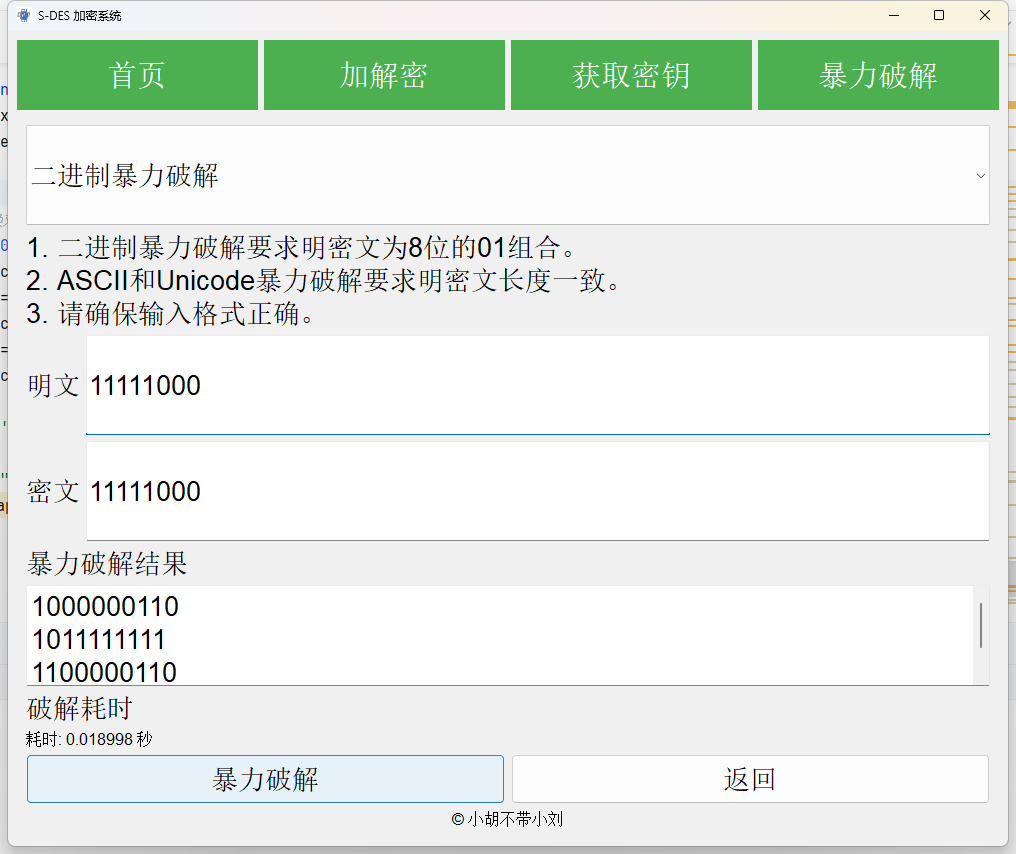 S-DES 加密系统
首页 加解密 获取密钥 暴力破解
二进制暴力破解
1. 二进制暴力破解要求明密文为8位的01组合。
2. ASCII和Unicode暴力破解要求明密文长度一致。
3. 请确保输入格式正确。
明文 11111000
密文 11111000
暴力破解结果
1000000110
1011111111
1100000110
破解耗时
耗时: 0.018998 秒
暴力破解 返回
© 小胡不带小刘